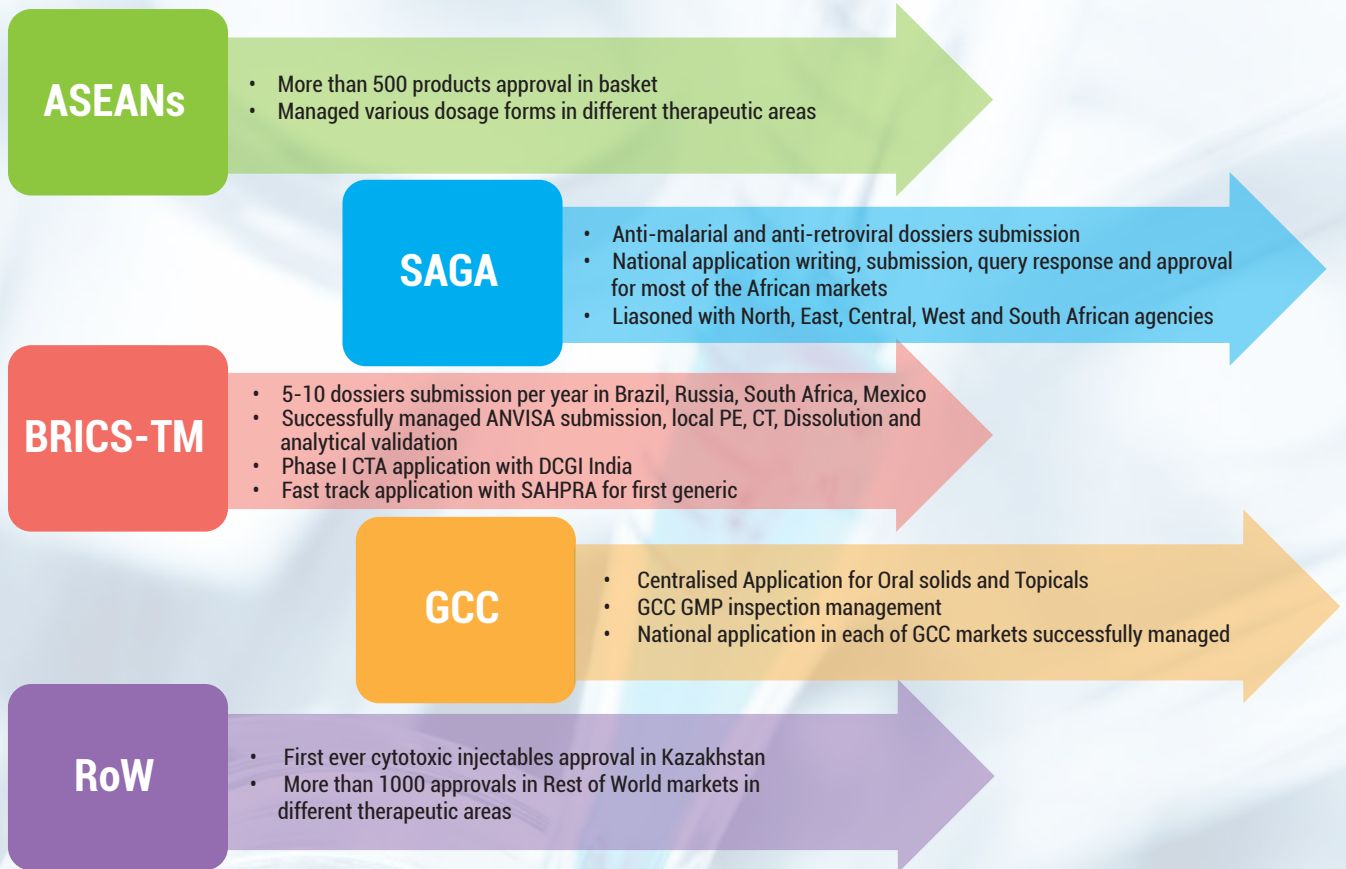 ASEANs
• More than 500 products approval in basket
• Managed various dosage forms in different therapeutic areas
SAGA
• Anti-malarial and anti-retroviral dossiers submission
• National application writing, submission, query response and approval
for most of the African markets
• Liasoned with North, East, Central, West and South African agencies
BRICS-TM
• 5-10 dossiers submission per year in Brazil, Russia, South Africa, Mexico
• Successfully managed ANVISA submission, local PE, CT, Dissolution and
analytical validation
• Phase I CTA application with DCGI India
• Fast track application with SAHPRA for first generic
GCC
• Centralised Application for Oral solids and Topicals
• GCC GMP inspection management
• National application in each of GCC markets successfully managed
RoW
• First ever cytotoxic injectables approval in Kazakhstan
• More than 1000 approvals in Rest of World markets in
different therapeutic areas